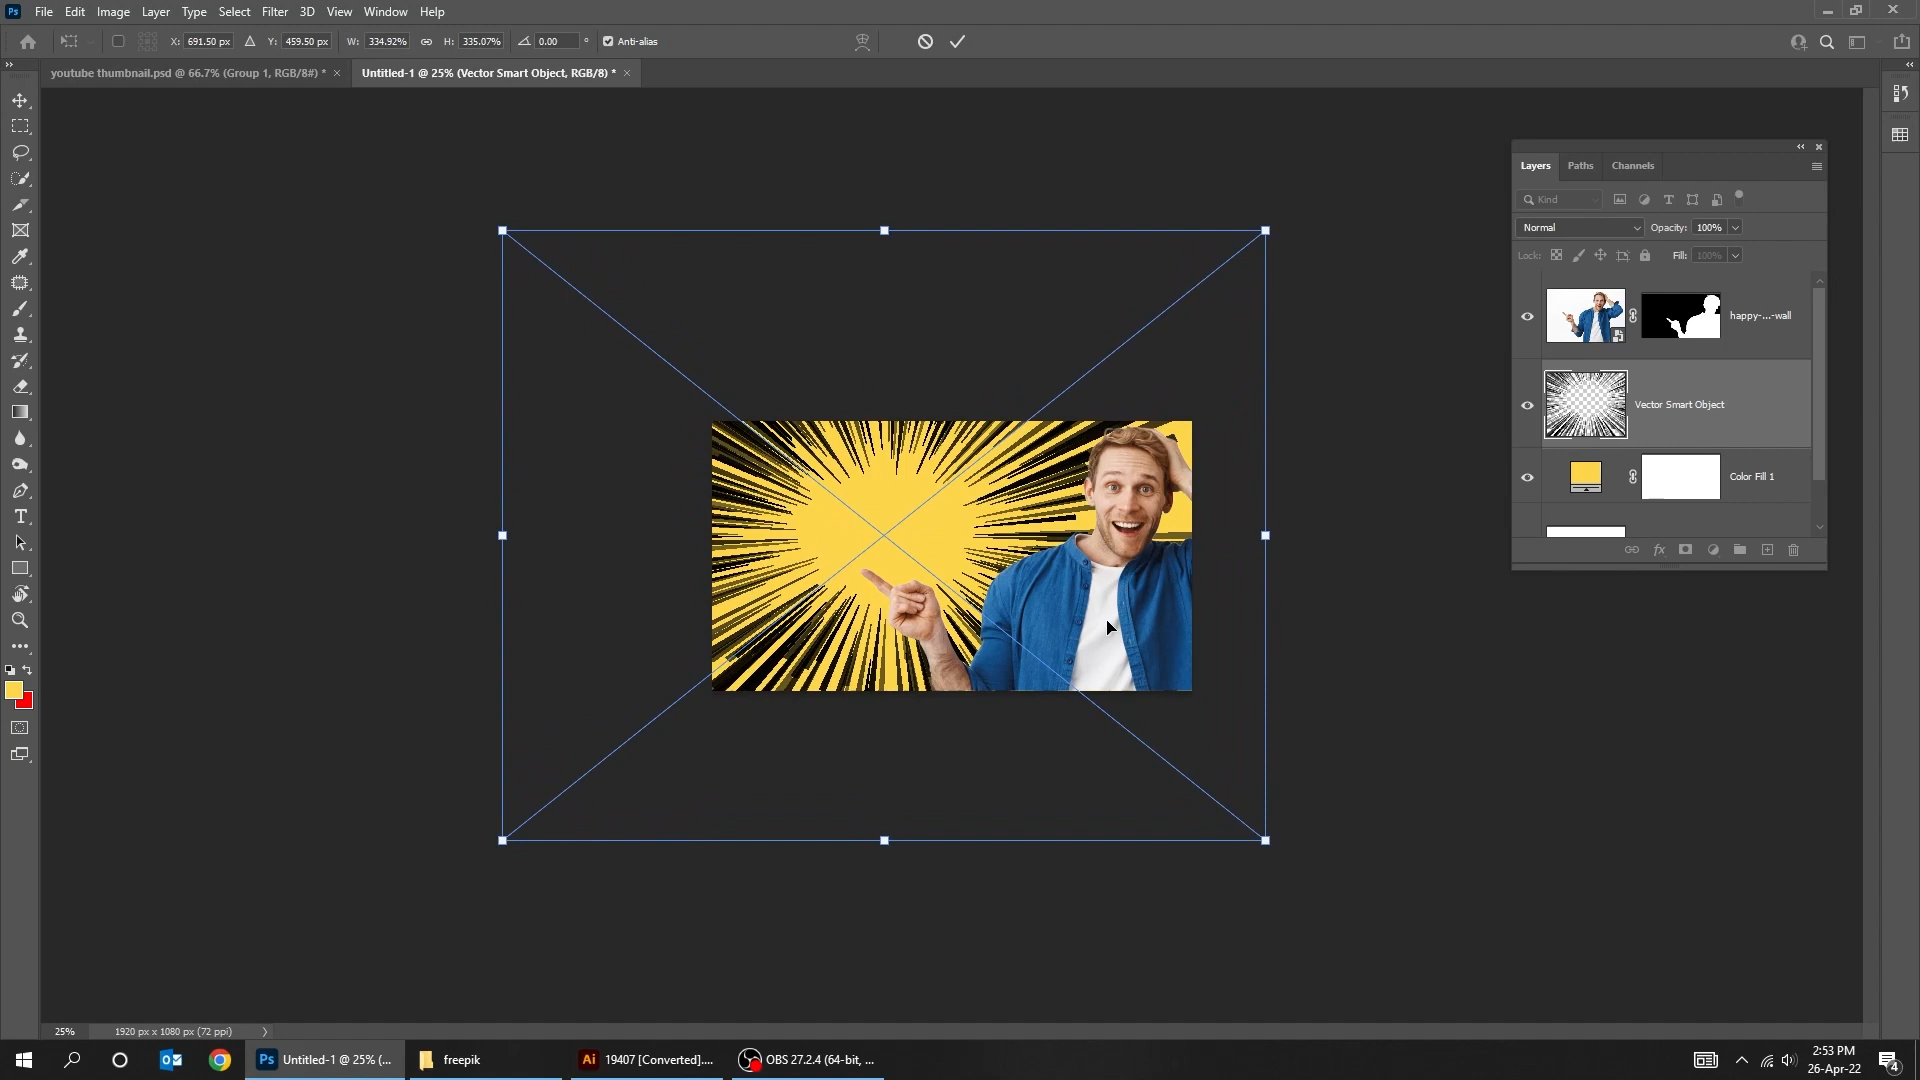 Ps File Edit Image Layer Type Select Filter 3D View Window Help
X: 691.50 px Y: 459.50 px W: 334.92% H: 335.07% 0.00 ° Anti-alias
youtube thumbnail.psd @ 66.7% (Group 1, RGB/8#) * × Untitled-1 @ 25% (Vector Smart Object, RGB/8) * ×
Layers Paths Channels
Kind
Normal Opacity: 100%
Lock: Fill: 100%
happy-...-wall
Vector Smart Object
Color Fill 1
25% 1920 px x 1080 px (72 ppi)
Ps Untitled-1 @ 25% (... freepik Ai 19407 [Converted].... OBS 27.2.4 (64-bit, ...
2:53 PM
26-Apr-22
4